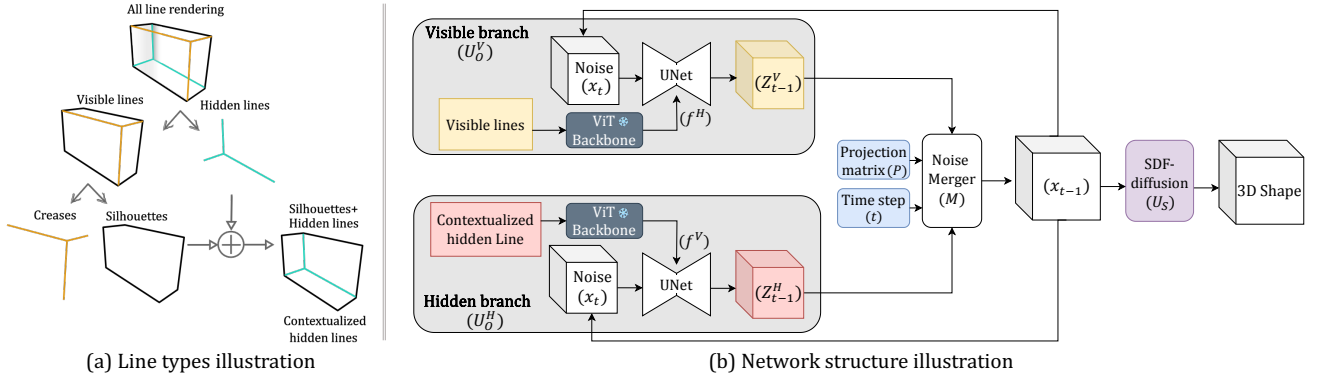 All line rendering
Visible lines
Hidden lines
Creases
Silhouettes
Silhouettes+
Hidden lines
Contextualized
hidden lines
(a) Line types illustration
Visible branch
(U_O^V)
Noise
(x_t)
UNet
(Z_{t-1}^V)
Visible lines
ViT
Backbone
(f^H)
Projection
matrix (P)
Time step
(t)
Noise
Merger
(M)
(x_{t-1})
SDF-
diffusion
(U_S)
3D Shape
Contextualized
hidden Line
ViT
Backbone
(f^V)
Noise
(x_t)
UNet
(Z_{t-1}^H)
Hidden branch
(U_O^H)
(b) Network structure illustration